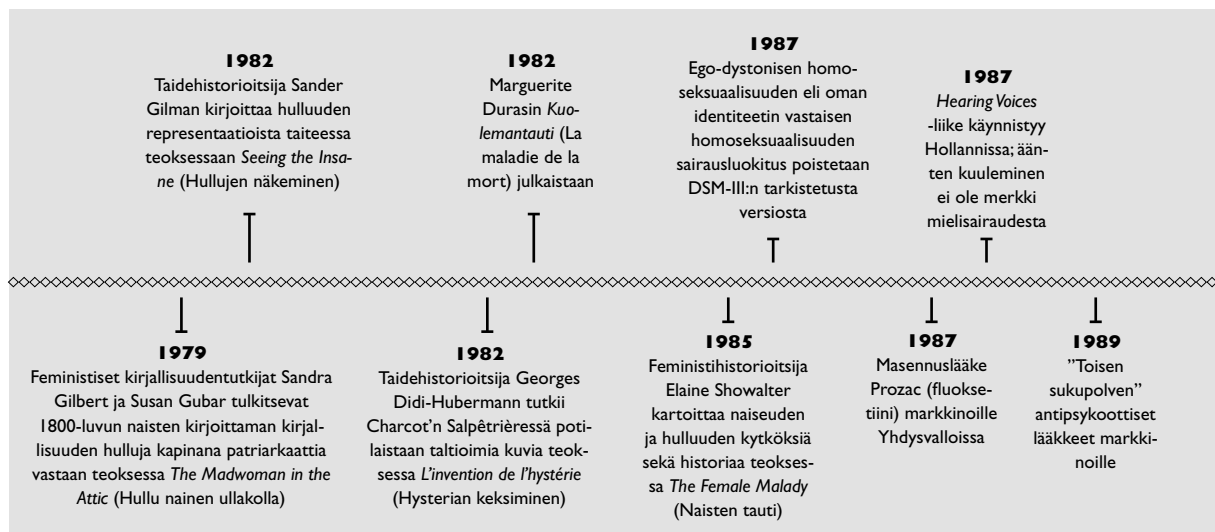 1982
Taidehistorioitsija Sander
Gilman kirjoittaa hulluuden
representaatioista taiteessa
teoksessaan Seeing the Insa-
ne (Hullujen näkeminen)
1982
Marguerite
Durasin Kuo-
lemantauti (La
maladie de la
mort) julkaistaan
1987
Ego-dystonisen homo-
seksuaalisuuden eli oman
identiteetin vastaisen
homoseksuaalisuuden
sairausluokitus poistetaan
DSM-III:n tarkistetusta
versiosta
1987
Hearing Voices
-liike käynnistyy
Hollannissa; ään-
ten kuuleminen
ei ole merkki
mielisairaudesta
1979
Feministiset kirjallisuudentutkijat Sandra
Gilbert ja Susan Gubar tulkitsevat
1800-luvun naisten kirjoittaman kirjal-
lisuuden hulluja kapinana patriarkaattia
vastaan teoksessa The Madwoman in the
Attic (Hullu nainen ullakolla)
1982
Taidehistorioitsija Georges
Didi-Hubermann tutkii
Charcot’n Salpêtrièressä poti-
laistaan taltioimia kuvia teok-
sessa L’invention de l’hystérie
(Hysterian keksiminen)
1985
Feministihistorioitsija
Elaine Showalter
kartoittaa naiseuden
ja hulluuden kytköksiä
sekä historiaa teokses-
sa The Female Malady
(Naisten tauti)
1987
Masennuslääke
Prozac (fluokse-
tiini) markkinoille
Yhdysvalloissa
1989
”Toisen
sukupolven”
antipsykoottiset
lääkkeet markki-
noille